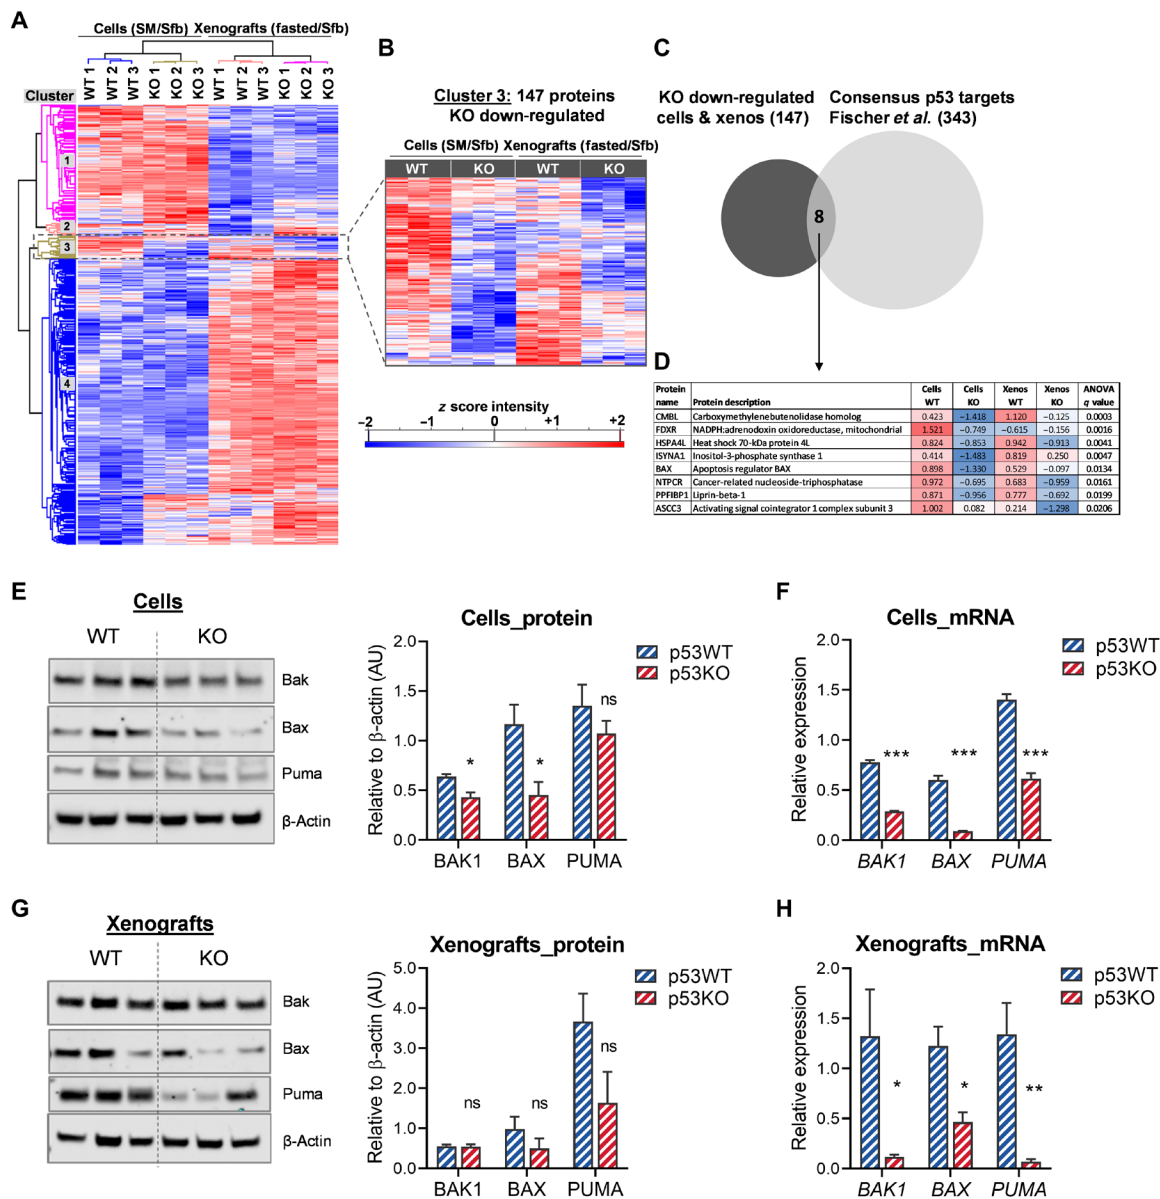 A
Cells (SM/Sfb) Xenografts (fasted/Sfb)
WT 1 WT 2 WT 3 KO 1 KO 2 KO 3 WT 1 WT 2 WT 3 KO 1 KO 2 KO 3
Cluster
1
2
3
4
B
Cluster 3: 147 proteins
KO down-regulated
Cells (SM/Sfb) Xenografts (fasted/Sfb)
WT KO WT KO
z score intensity
−2 −1 0 +1 +2
C
KO down-regulated
cells & xenos (147)
Consensus p53 targets
Fischer et al. (343)
8
D
Protein name Protein description Cells WT Cells KO Xenos WT Xenos KO ANOVA q value
CMBL Carboxymethylenebutenolidase homolog 0.423 −1.418 1.120 −0.125 0.0003
FDXR NADPH:adrenodoxin oxidoreductase, mitochondrial 1.521 −0.749 −0.615 −0.156 0.0016
HSPA4L Heat shock 70-kDa protein 4L 0.824 −0.853 0.942 −0.913 0.0041
ISYNA1 Inositol-3-phosphate synthase 1 0.414 −1.483 0.819 0.250 0.0047
BAX Apoptosis regulator BAX 0.898 −1.330 0.529 −0.097 0.0134
NTPCR Cancer-related nucleoside-triphosphatase 0.972 −0.695 0.683 −0.959 0.0161
PPFIBP1 Liprin-beta-1 0.871 −0.956 0.777 −0.692 0.0199
ASCC3 Activating signal cointegrator 1 complex subunit 3 1.002 0.082 0.214 −1.298 0.0206
E
Cells
WT KO
Bak
Bax
Puma
β-Actin
Cells_protein
Relative to β-actin (AU)
2.0
1.5
1.0
0.5
0.0
* * ns
BAK1 BAX PUMA
p53WT
p53KO
F
Cells_mRNA
Relative expression
2.0
1.5
1.0
0.5
0.0
*** *** ***
BAK1 BAX PUMA
p53WT
p53KO
G
Xenografts
WT KO
Bak
Bax
Puma
β-Actin
Xenografts_protein
Relative to β-actin (AU)
5.0
4.0
3.0
2.0
1.0
0.0
ns ns ns
BAK1 BAX PUMA
p53WT
p53KO
H
Xenografts_mRNA
Relative expression
2.0
1.5
1.0
0.5
0.0
* * **
BAK1 BAX PUMA
p53WT
p53KO